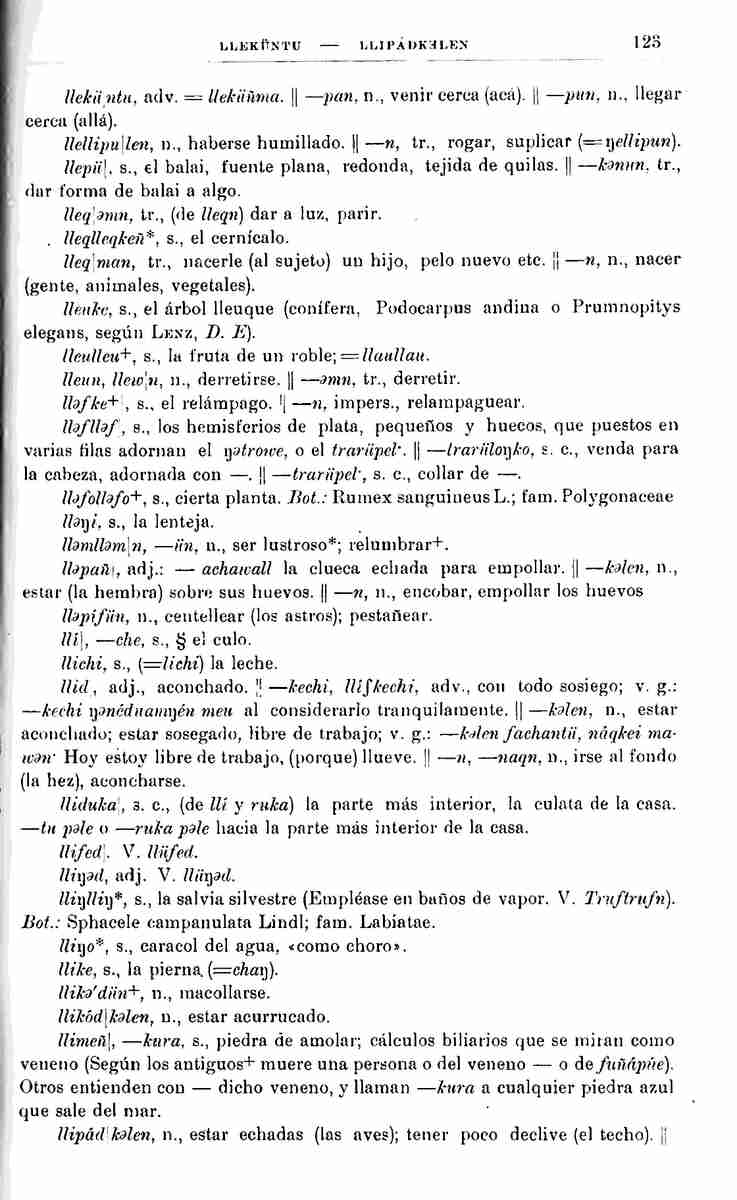 LLEKÜNTU — LLIPÁDKƏLEN 123
llekü|ntu, adv. = lleküñma. || —pan, n., venir cerca (acá). || —pun, n., llegar
cerca (allá).
llellipu|len, n., haberse humillado. || —n, tr., rogar, suplicar (=ŋellipun).
llepü|, s., el balai, fuente plana, redonda, tejida de quilas. || —kənun, tr.,
dar forma de balai a algo.
lleq|əmn, tr., (de lleqn) dar a luz, parir.
lleqlleqkeñ*, s., el cernícalo.
lleq|man, tr., nacerle (al sujeto) un hijo, pelo nuevo etc. || —n, n., nacer
(gente, animales, vegetales).
lleuke, s., el árbol lleuque (conífera, Podocarpus andina o Prumnopitys
elegans, según LENZ, D. E).
lleulleu+, s., la fruta de un roble; = llaullau.
lleun, llew|n, n., derretirse. || —əmn, tr., derretir.
lləfke+|, s., el relámpago. || —n, impers., relampaguear.
lləflləf|, s., los hemisferios de plata, pequeños y huecos, que puestos en
varias filas adornan el ŋətrowe, o el trarüpel·. || —trarüloŋko, s. c., venda para
la cabeza, adornada con —. || —trarüpel·, s. c., collar de —.
lləfolləfo+, s., cierta planta. Bot.: Rumex sanguineus L.; fam. Polygonaceae
lləŋí, s., la lenteja.
lləmlləm|n, —ün, n., ser lustroso*; relumbrar+.
lləpañ|, adj.: — achawall la clueca echada para empollar. || —kəlen, n.,
estar (la hembra) sobre sus huevos. || —n, n., encobar, empollar los huevos
lləpífün, n., centellear (los astros); pestañear.
lli|, —che, s., § el culo.
llichi, s., (=lichi) la leche.
llid|, adj., aconchado. || —kechi, llíʃkechi, adv., con todo sosiego; v. g.:
—kechi ŋənéduamŋén meu al considerarlo tranquilamente. || —kəlen, n., estar
aconchado; estar sosegado, libre de trabajo; v. g.: —kəlen fachantü, náqkei ma-
wən· Hoy estoy libre de trabajo, (porque) llueve. || —n, —naqn, n., irse al fondo
(la hez), aconcharse.
lliduka|, s. c., (de llí y ruka) la parte más interior, la culata de la casa.
—tu pəle o —ruka pəle hacia la parte más interior de la casa.
llifed|. V. llüfed.
lliŋəd, adj. V. llüŋəd.
lliŋlliŋ*, s., la salvia silvestre (Empléase en baños de vapor. V. Truftrufn).
Bot.: Sphacele campanulata Lindl; fam. Labiatae.
lliŋo*, s., caracol del agua, «como choro».
llike, s., la pierna (=chaŋ).
llikə'dün+, n., macollarse.
llikód|kəlen, n., estar acurrucado.
llimeñ|, —kura, s., piedra de amolar; cálculos biliarios que se miran como
veneno (Según los antiguos+ muere una persona o del veneno — o de fuñápúe).
Otros entienden con — dicho veneno, y llaman —kura a cualquier piedra azul
que sale del mar.
llipád|kəlen, n., estar echadas (las aves); tener poco declive (el techo). ||